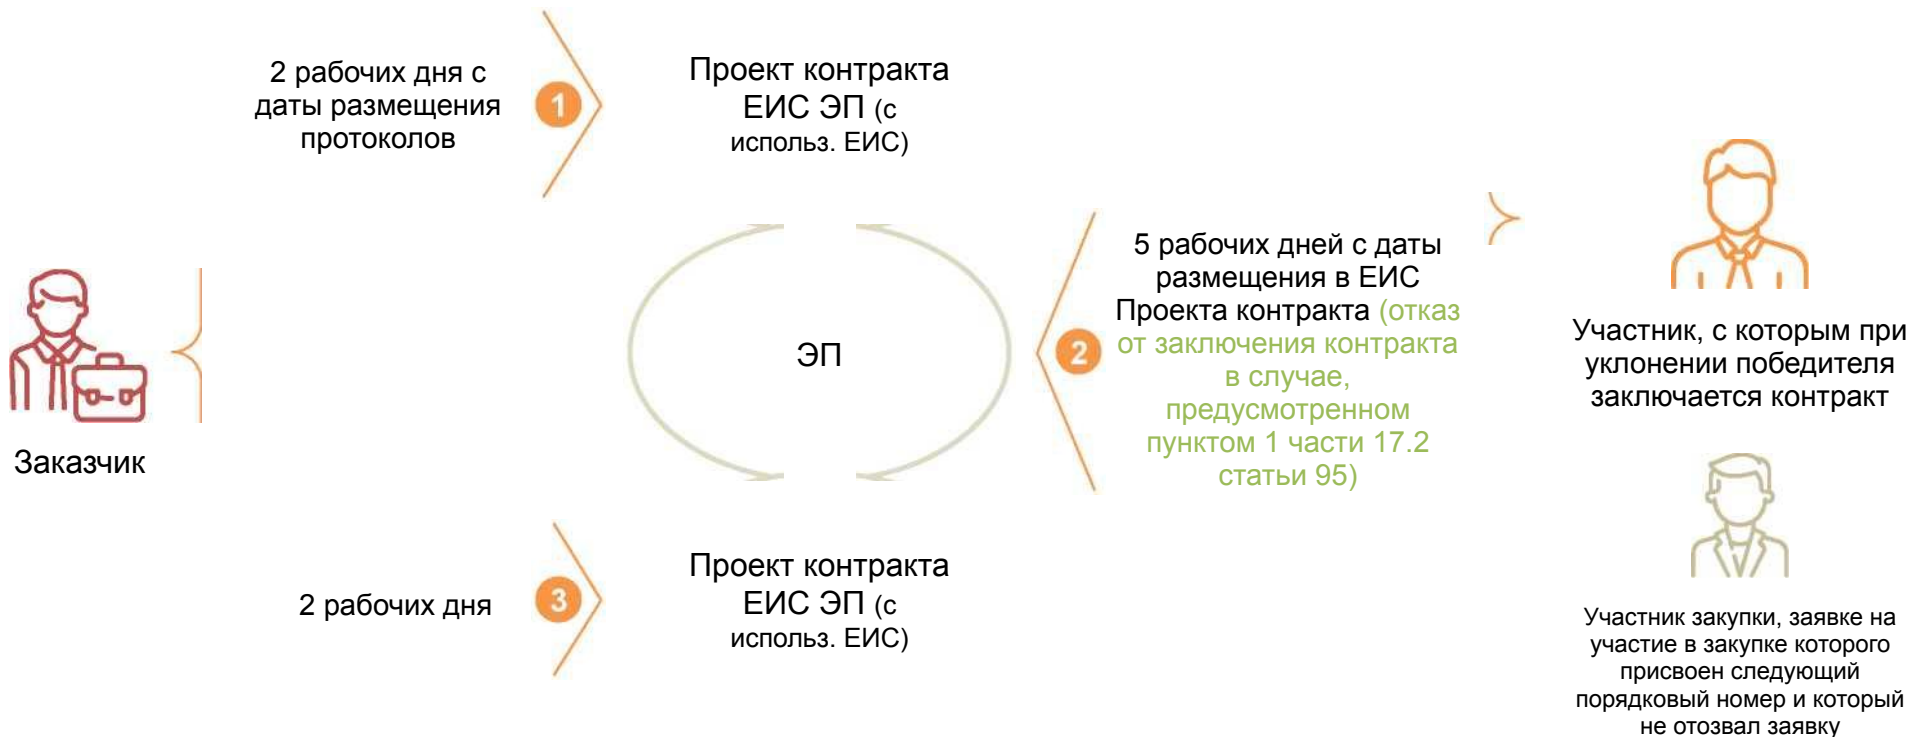 2 рабочих дня с
даты размещения
протоколов
1
Проект контракта
ЕИС ЭП (с
использ. ЕИС)
Заказчик
ЭП
2
5 рабочих дней с даты
размещения в ЕИС
Проекта контракта (отказ
от заключения контракта
в случае,
предусмотренном
пунктом 1 части 17.2
статьи 95)
Участник, с которым при
уклонении победителя
заключается контракт
2 рабочих дня
3
Проект контракта
ЕИС ЭП (с
использ. ЕИС)
Участник закупки, заявке на
участие в закупке которого
присвоен следующий
порядковый номер и который
не отозвал заявку